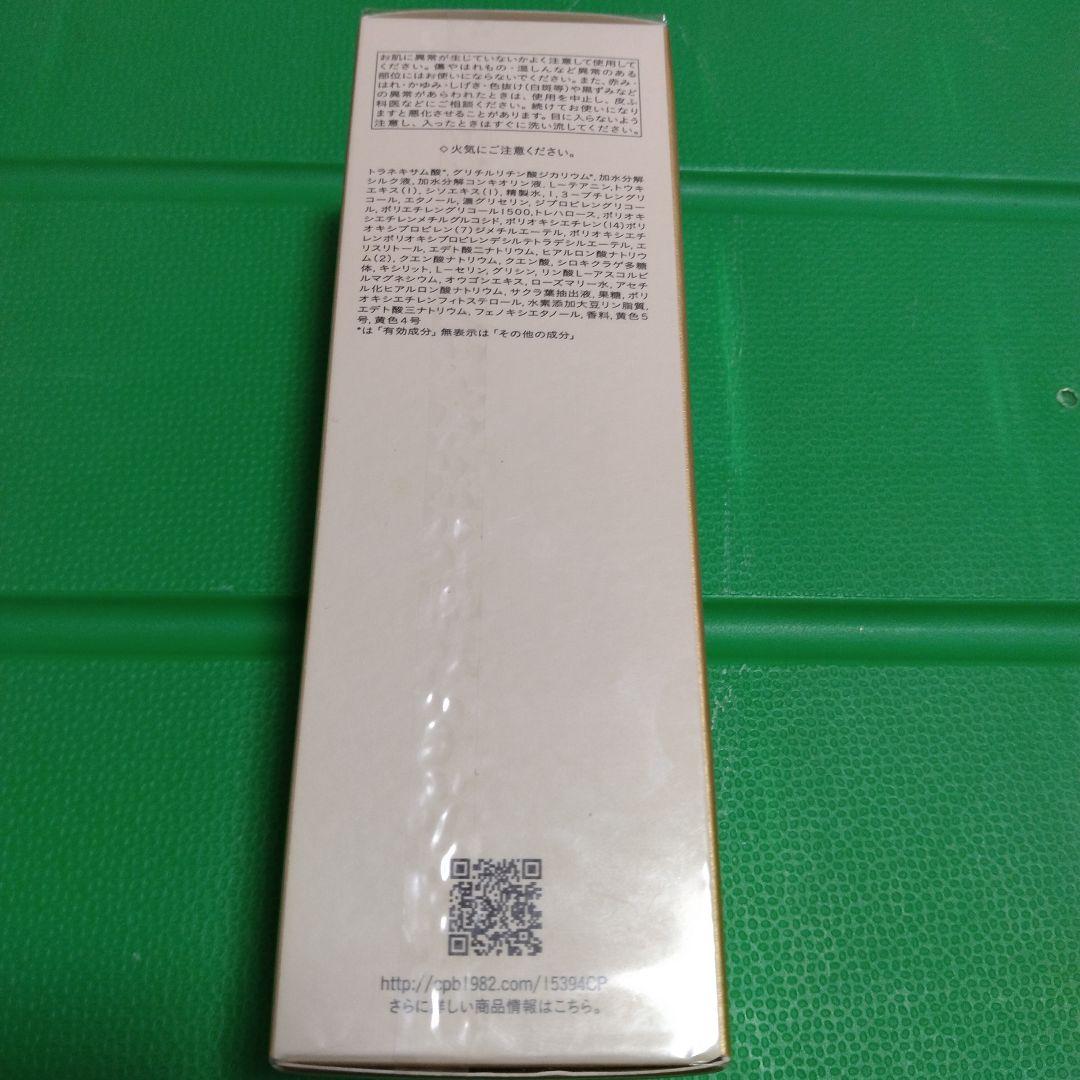 お肌に異常が生じていないかよく注意して使用して
ください。傷やはれもの・湿しんなど異常のある
部位にはお使いにならないでください。また、赤み・
はれ・かゆみ・しげき・色抜け(白斑等)や黒ずみなど
の異常があらわれたときは、使用を中止し、皮ふ
科医などにご相談ください。続けてお使いになり
ますと悪化させることがあります。目に入らないよう
注意し、入ったときはすぐに洗い流してください。
◇火気にご注意ください。
トラネキサム酸*,グリチルリチン酸ジカリウム*,加水分解
シルク液,加水分解コンキオリン液,L-テアニン,トウキ
エキス(1),シソエキス(1),精製水,1,3-ブチレングリ
コール,エタノール,濃グリセリン,ジプロピレングリコー
ル,ポリエチレングリコール1500,トレハロース,ポリオキ
シエチレンメチルグルコシド,ポリオキシエチレン(14)ポリ
オキシプロピレン(7)ジメチルエーテル,ポリオキシエチ
レンポリオキシプロピレンデシルテトラデシルエーテル,エ
リスリトール,エデト酸二ナトリウム,ヒアルロン酸ナトリウ
ム(2),クエン酸ナトリウム,クエン酸,シロキクラゲ多糖
体,キシリット,L-セリン,グリシン,リン酸L-アスコルビ
ルマグネシウム,オウゴンエキス,ローズマリー水,アセチ
ル化ヒアルロン酸ナトリウム,サクラ葉抽出液,果糖,ポリ
オキシエチレンフィトステロール,水素添加大豆リン脂質,
エデト酸三ナトリウム,フェノキシエタノール,香料,黄色5
号,黄色4号
*は「有効成分」無表示は「その他の成分」
http://cpb1982.com/15394CP
さらに詳しい商品情報はこちら。